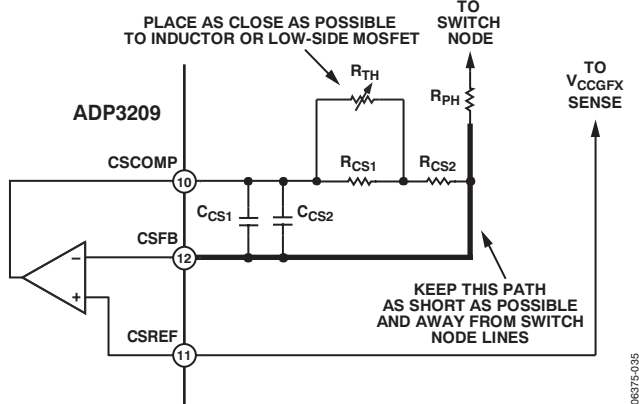 PLACE AS CLOSE AS POSSIBLE
TO INDUCTOR OR LOW-SIDE MOSFET
TO
SWITCH
NODE
TO
VCCGFX
SENSE
RTH
RPH
ADP3209
CSCOMP
10
RCS1
RCS2
CCS1
CCS2
CSFB
12
–
+
KEEP THIS PATH
AS SHORT AS POSSIBLE
AND AWAY FROM SWITCH
NODE LINES
CSREF
11
06375-035